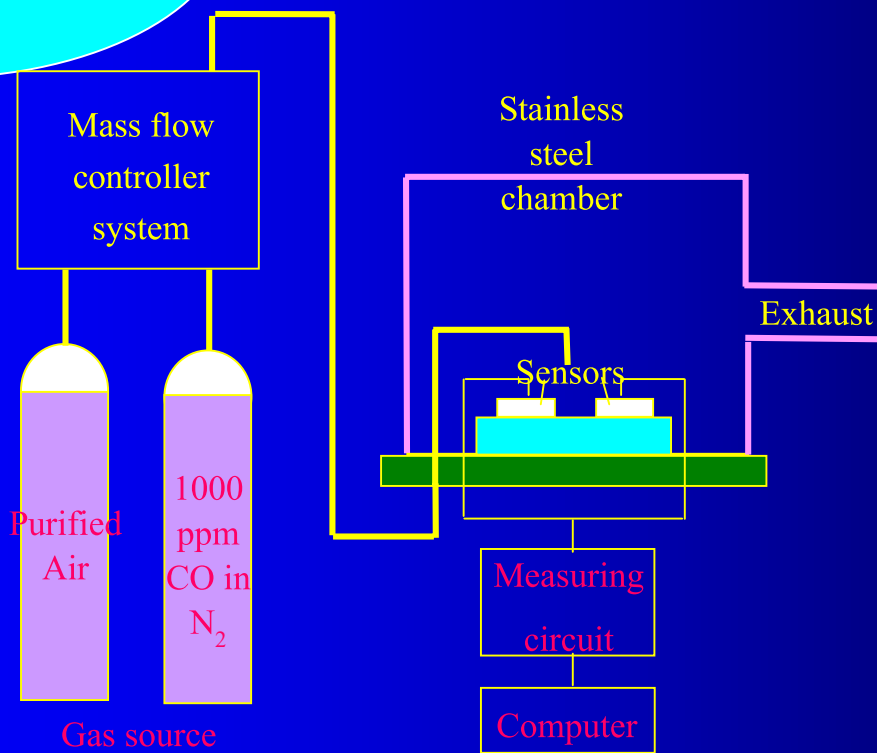 Mass flow
controller
system
Stainless
steel
chamber
Exhaust
Sensors
Purified
Air
1000
ppm
CO in
N₂
Gas source
Measuring
circuit
Computer